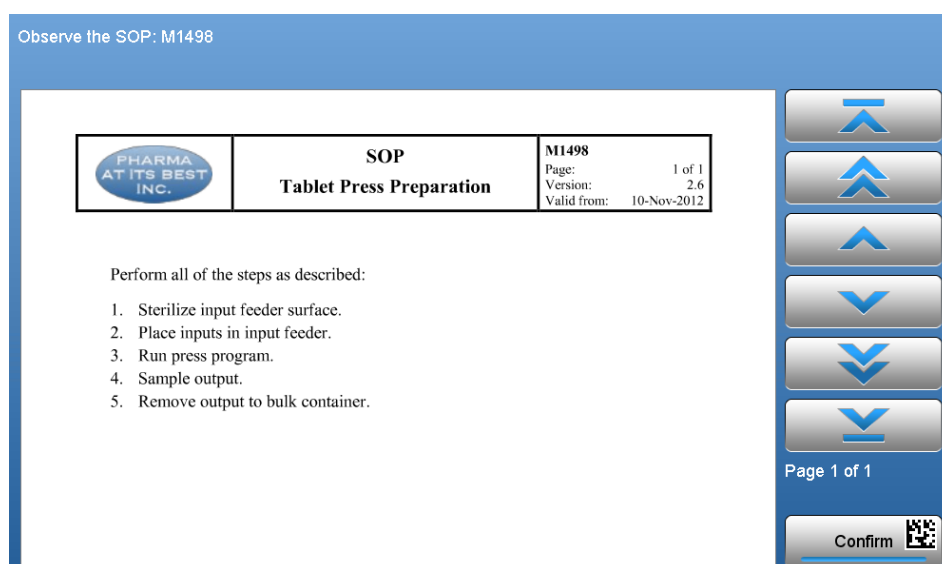 Observe the SOP: M1498
PHARMA
AT ITS BEST
INC.
SOP
Tablet Press Preparation
M1498
Page: 1 of 1
Version: 2.6
Valid from: 10-Nov-2012
Perform all of the steps as described:
1. Sterilize input feeder surface.
2. Place inputs in input feeder.
3. Run press program.
4. Sample output.
5. Remove output to bulk container.
Page 1 of 1
Confirm